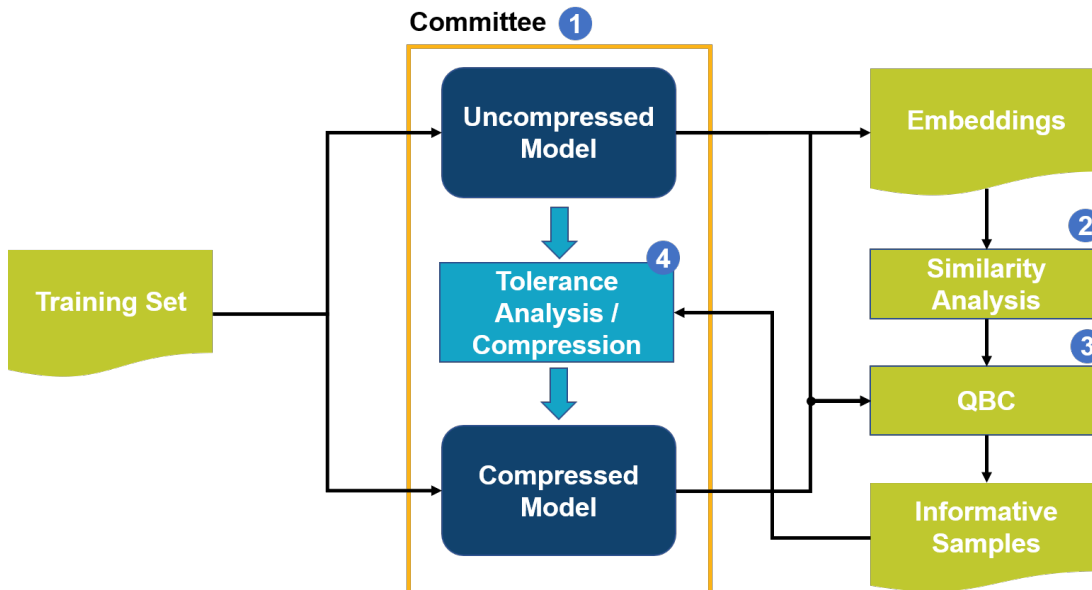 Committee 1
Uncompressed
Model
Embeddings
2
Similarity
Analysis
4
Tolerance
Analysis /
Compression
Training Set
3
QBC
Compressed
Model
Informative
Samples